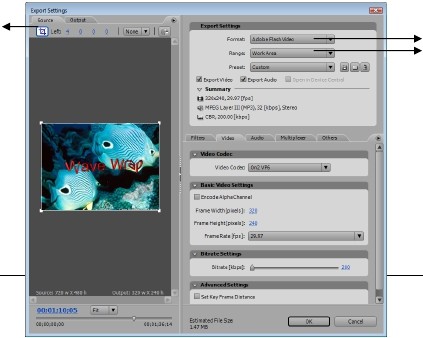 Export Settings
Source Output
Left: 4 0 0 0 None
Export Settings
Format: Adobe Flash Video
Range: Work Area
Preset: Custom
Export Video Export Audio Open in Device Central
Summary
320x240, 29.97 [fps]
MPEG Layer III (MP3), 32 [kbps], Stereo
CBR, 200.00 [kbps]
Wave Wrap
Filters Video Audio Multiplexer Others
Video Codec
Video Codec: On2 VP6
Basic Video Settings
Encode Alpha Channel
Frame Width [pixels]: 320
Frame Height [pixels]: 240
Frame Rate [fps]: 29.97
Bitrate Settings
Bitrate [kbps]: 200
Advanced Settings
Set Key Frame Distance
Source: 720 w X 480 h Output: 320 w X 240 h
00;01;10;05 Fit
00;00;00;00 00;01;36;14
Estimated File Size:
1.47 MB
OK Cancel